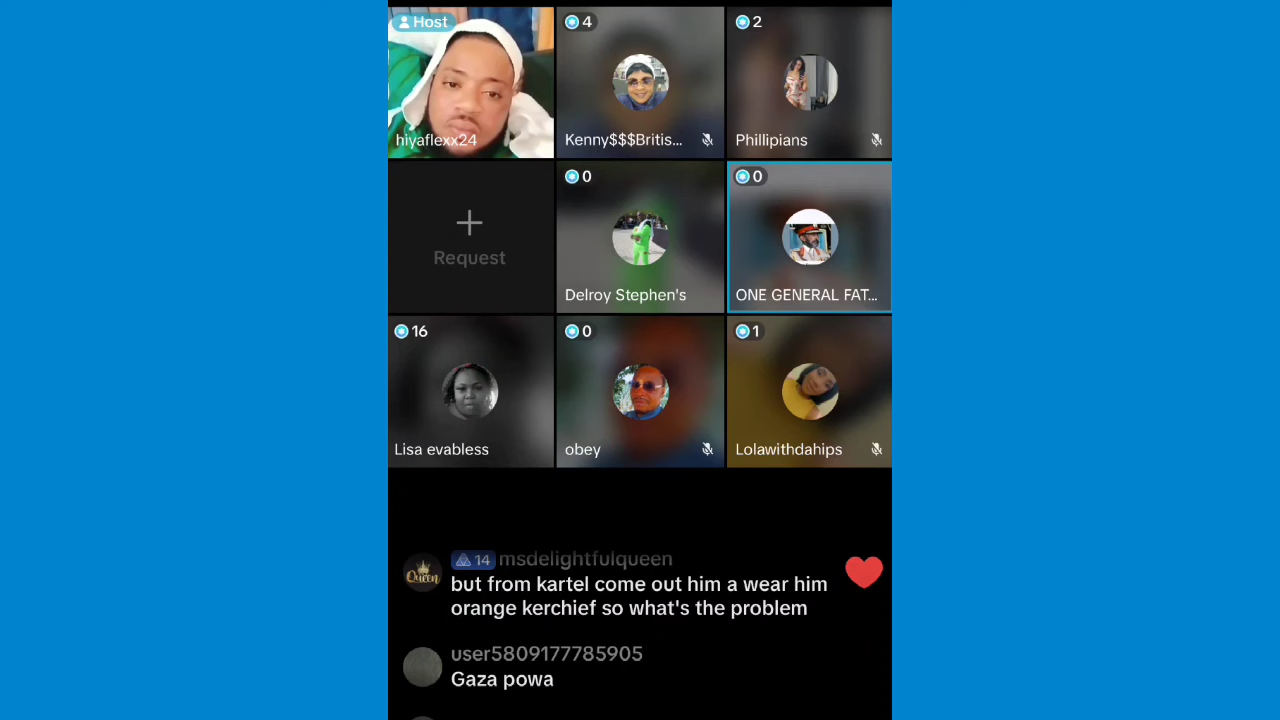 Host
4
2
hiyaflexx24
Kenny$$$Britis...
Phillipians
0
0
Request
Delroy Stephen's
ONE GENERAL FAT...
16
0
1
Lisa evabless
obey
Lolawithdahips
14 msdelightfulqueen
but from kartel come out him a wear him
orange kerchief so what's the problem
Queen
user5809177785905
Gaza powa